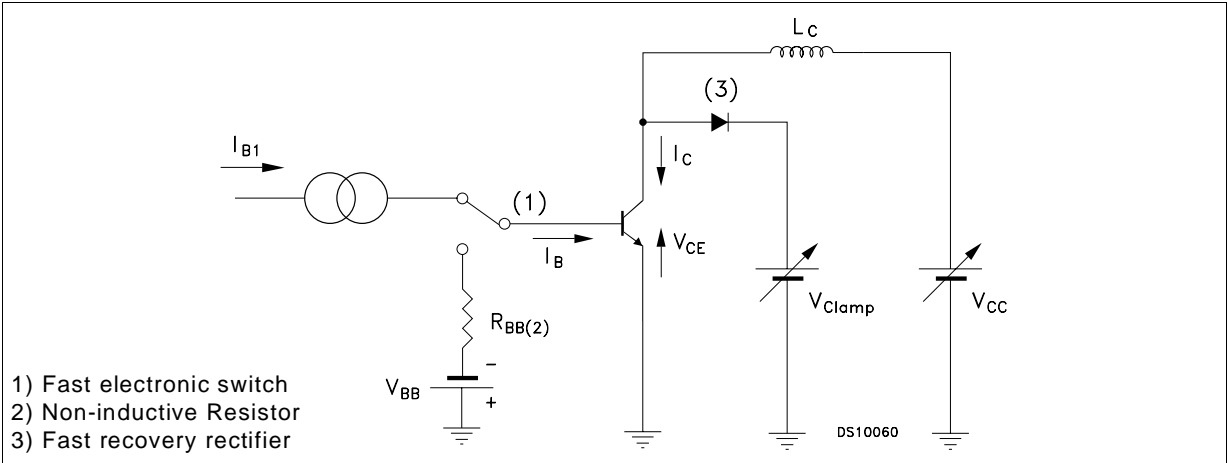 L_C
(3)
I_B1
I_C
(1)
V_CE
I_B
V_Clamp
V_CC
R_BB(2)
-
V_BB
+
1) Fast electronic switch
2) Non-inductive Resistor
3) Fast recovery rectifier
DS10060